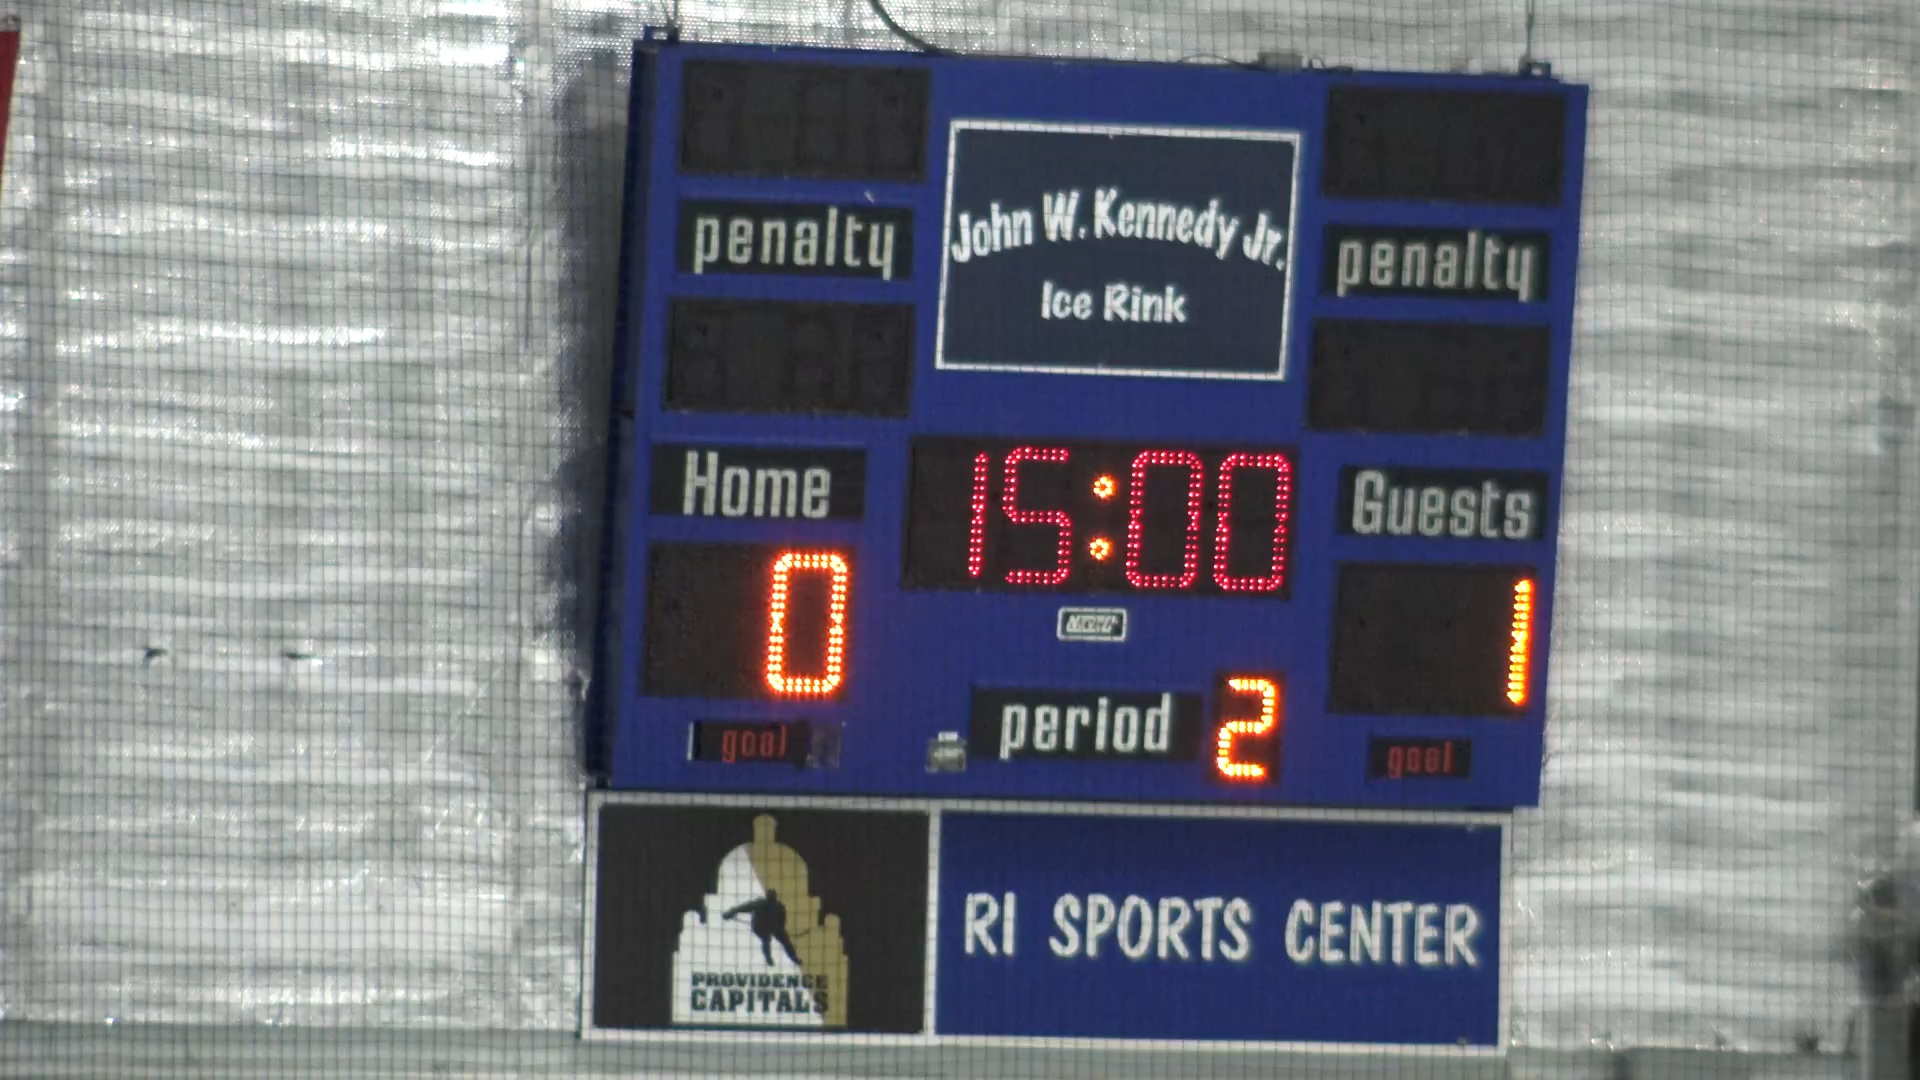 John W. Kennedy Jr.
Ice Rink
penalty
penalty
Home
15:00
Guests
0
1
period 2
goal
goal
PROVIDENCE
CAPITALS
RI SPORTS CENTER